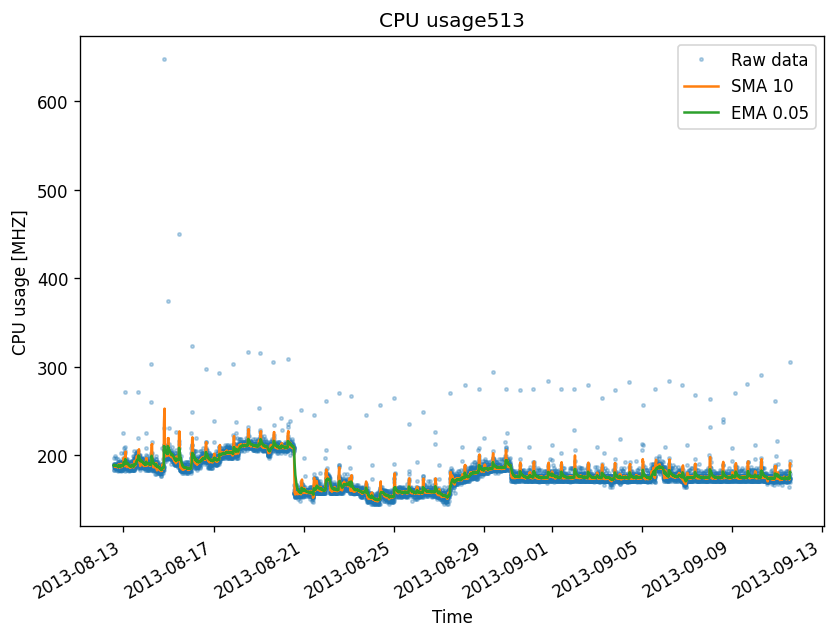 CPU usage513
Raw data
SMA 10
EMA 0.05
CPU usage [MHZ]
600
500
400
300
200
2013-08-13
2013-08-17
2013-08-21
2013-08-25
2013-08-29
2013-09-01
2013-09-05
2013-09-09
2013-09-13
Time